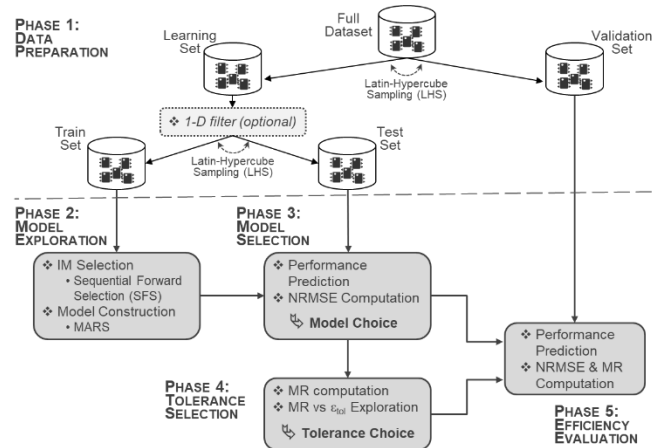 PHASE 1:
DATA
PREPARATION
Full
Dataset
Learning
Set
Validation
Set
Latin-Hypercube
Sampling (LHS)
❖ 1-D filter (optional)
Train
Set
Latin-Hypercube
Sampling (LHS)
Test
Set
PHASE 2:
MODEL
EXPLORATION
❖ IM Selection
• Sequential Forward
Selection (SFS)
❖ Model Construction
• MARS
PHASE 3:
MODEL
SELECTION
❖ Performance
Prediction
❖ NRMSE Computation
Model Choice
PHASE 4:
TOLERANCE
SELECTION
❖ MR computation
❖ MR vs εtol Exploration
Tolerance Choice
❖ Performance
Prediction
❖ NRMSE & MR
Computation
PHASE 5:
EFFICIENCY
EVALUATION